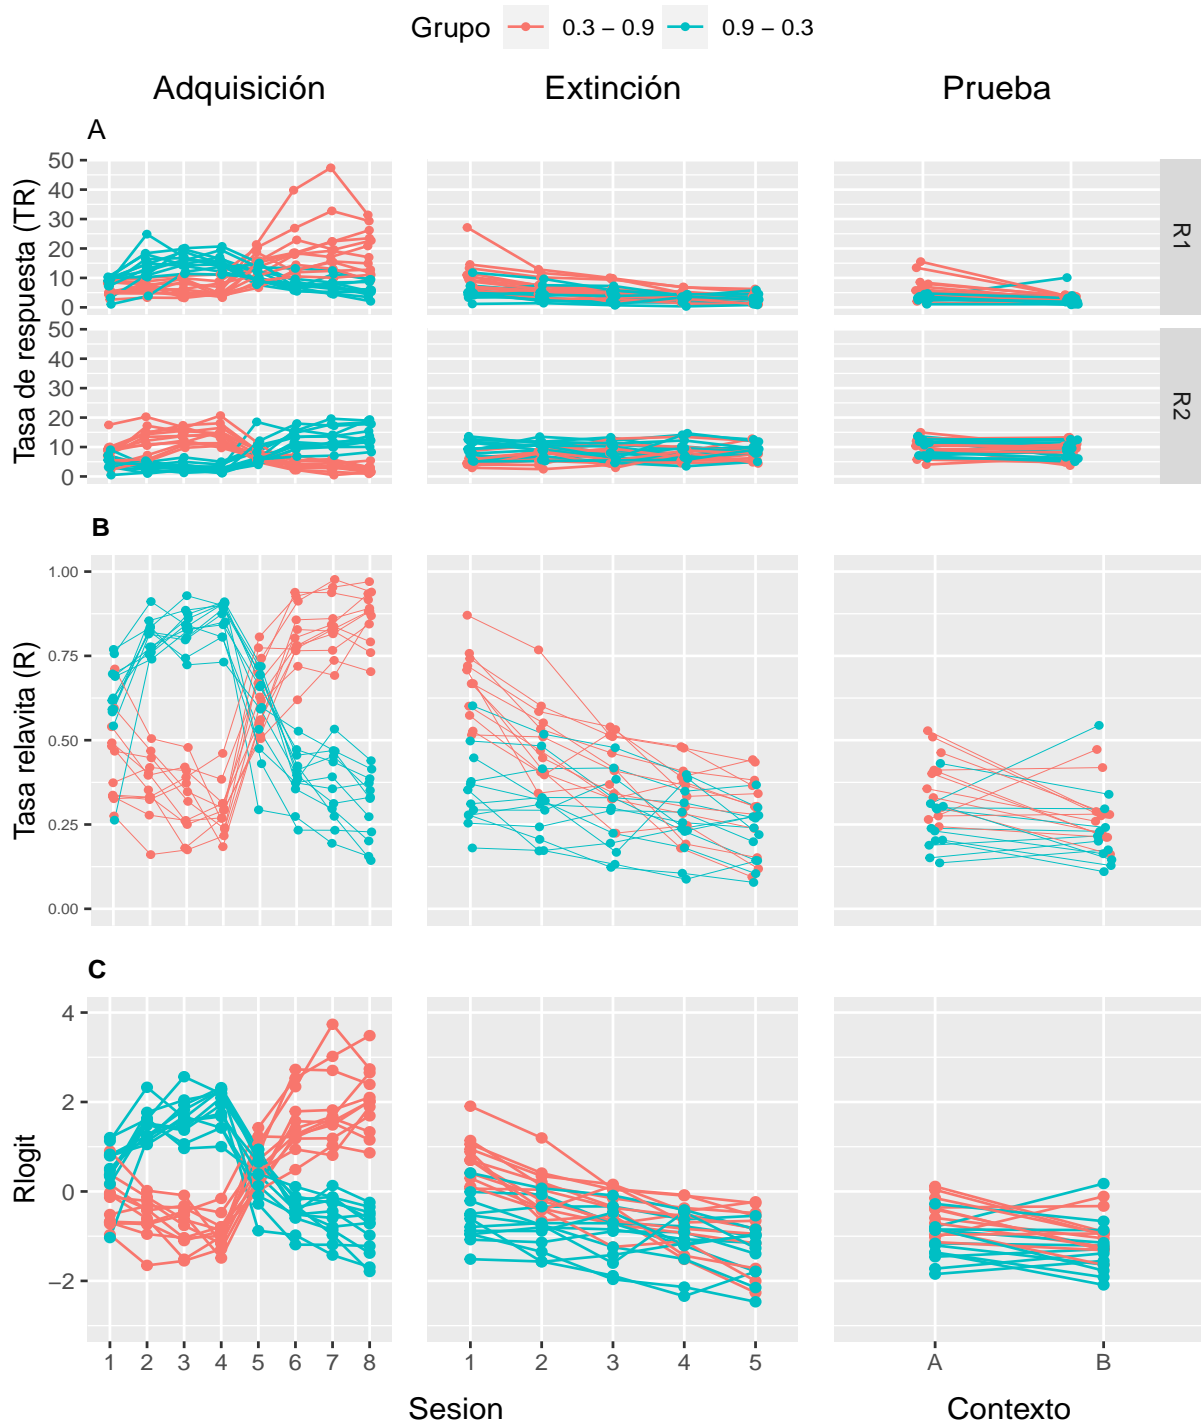 Grupo 0.3 − 0.9 0.9 − 0.3
Adquisición Extinción Prueba
A
Tasa de respuesta (TR)
50
40
30
20
10
0
R1
50
40
30
20
10
0
R2
B
Tasa relavita (R)
1.00
0.75
0.50
0.25
0.00
C
Rlogit
4
2
0
−2
1 2 3 4 5 6 7 8
1 2 3 4 5
A B
Sesion Contexto